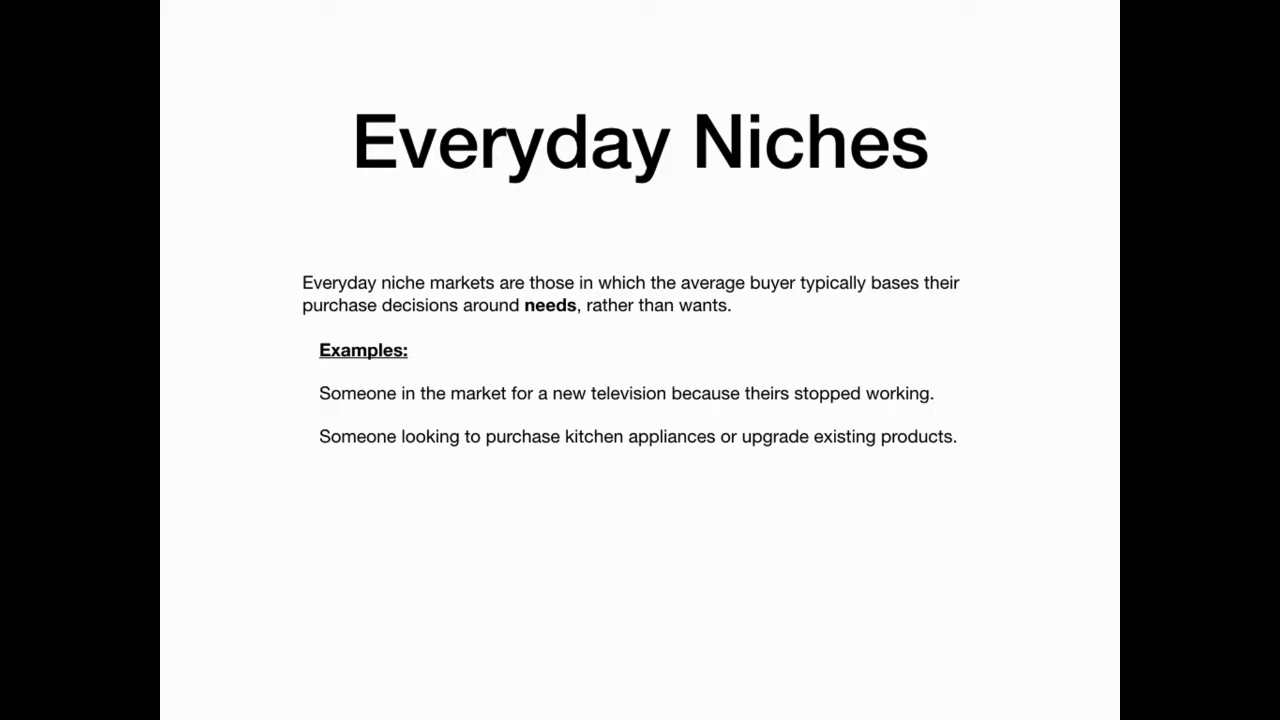 Everyday Niches
Everyday niche markets are those in which the average buyer typically bases their
purchase decisions around needs, rather than wants.
Examples:
Someone in the market for a new television because theirs stopped working.
Someone looking to purchase kitchen appliances or upgrade existing products.